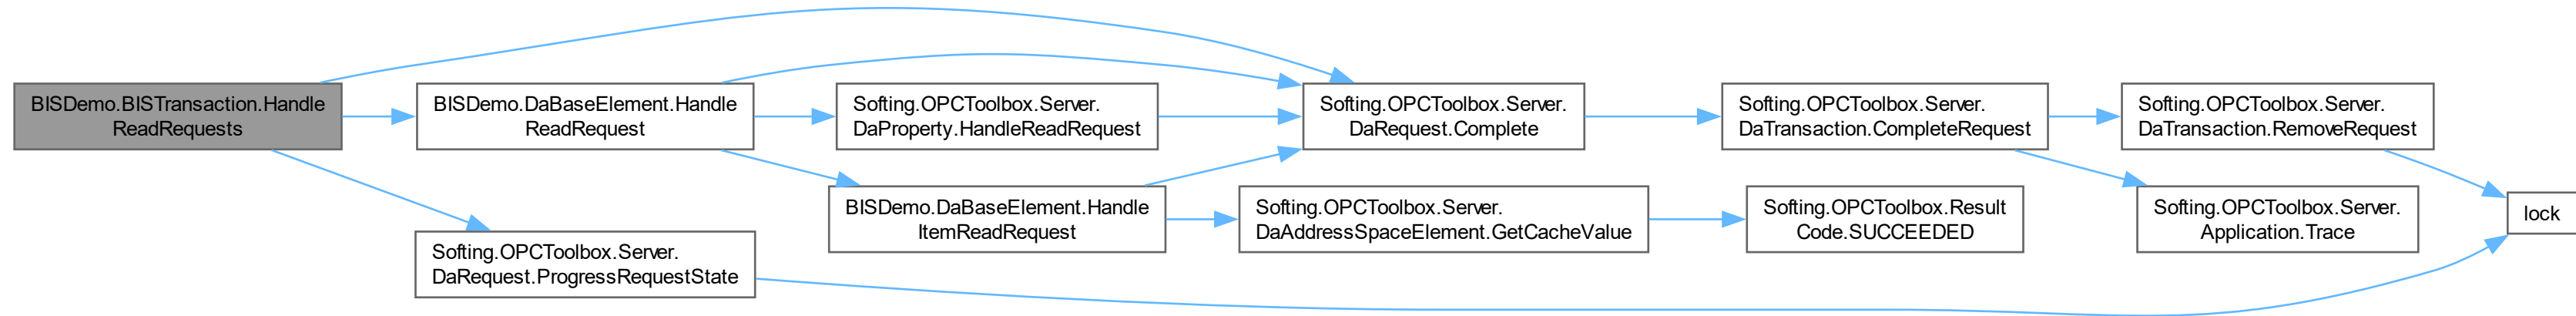 BISDemo.BISTransaction.Handle
ReadRequests
BISDemo.DaBaseElement.Handle
ReadRequest
Softing.OPCToolbox.Server.
DaProperty.HandleReadRequest
Softing.OPCToolbox.Server.
DaRequest.Complete
Softing.OPCToolbox.Server.
DaTransaction.CompleteRequest
Softing.OPCToolbox.Server.
DaTransaction.RemoveRequest
BISDemo.DaBaseElement.Handle
ItemReadRequest
Softing.OPCToolbox.Server.
DaAddressSpaceElement.GetCacheValue
Softing.OPCToolbox.Result
Code.SUCCEEDED
Softing.OPCToolbox.Server.
Application.Trace
lock
Softing.OPCToolbox.Server.
DaRequest.ProgressRequestState